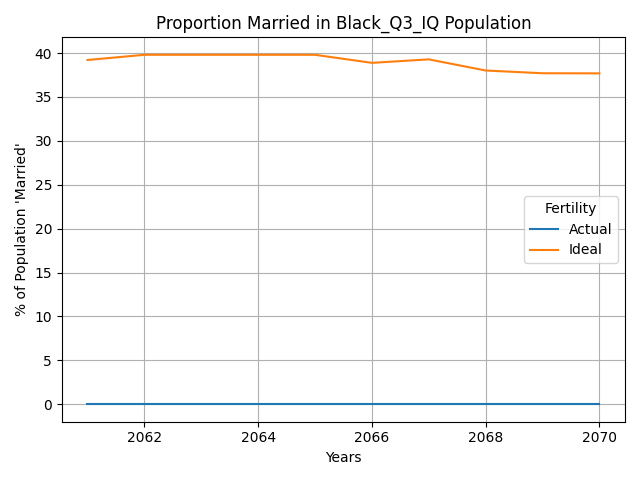 Proportion Married in Black_Q3_IQ Population
% of Population 'Married'
40
35
30
25
20
15
10
5
0
Fertility
Actual
Ideal
2062 2064 2066 2068 2070
Years